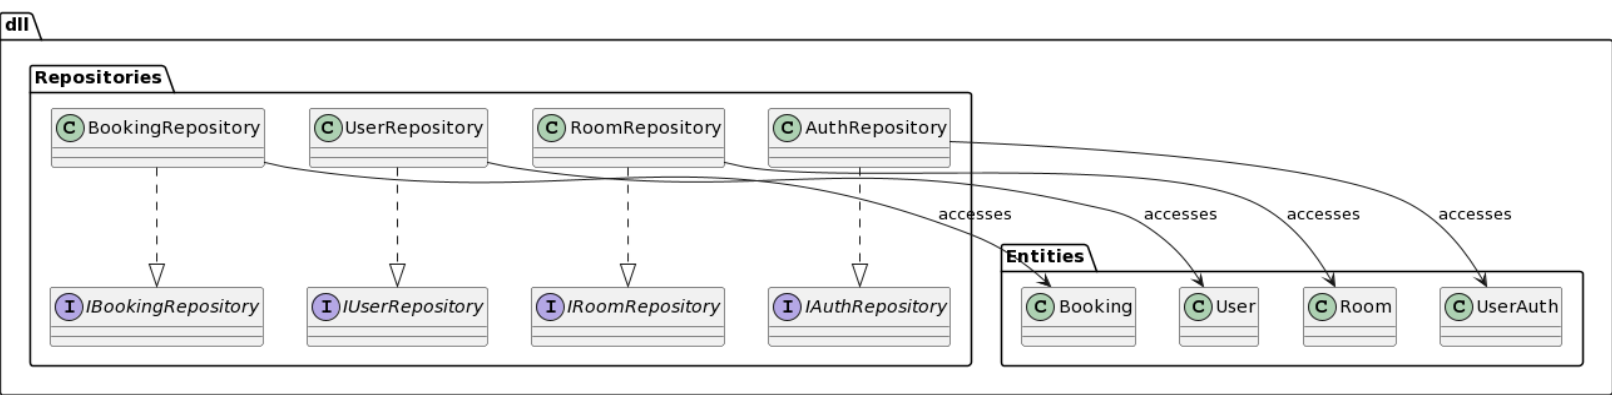 dll
Repositories
C BookingRepository
C UserRepository
C RoomRepository
C AuthRepository
accesses
accesses
accesses
accesses
Entities
I IBookingRepository
I IUserRepository
I IRoomRepository
I IAuthRepository
C Booking
C User
C Room
C UserAuth